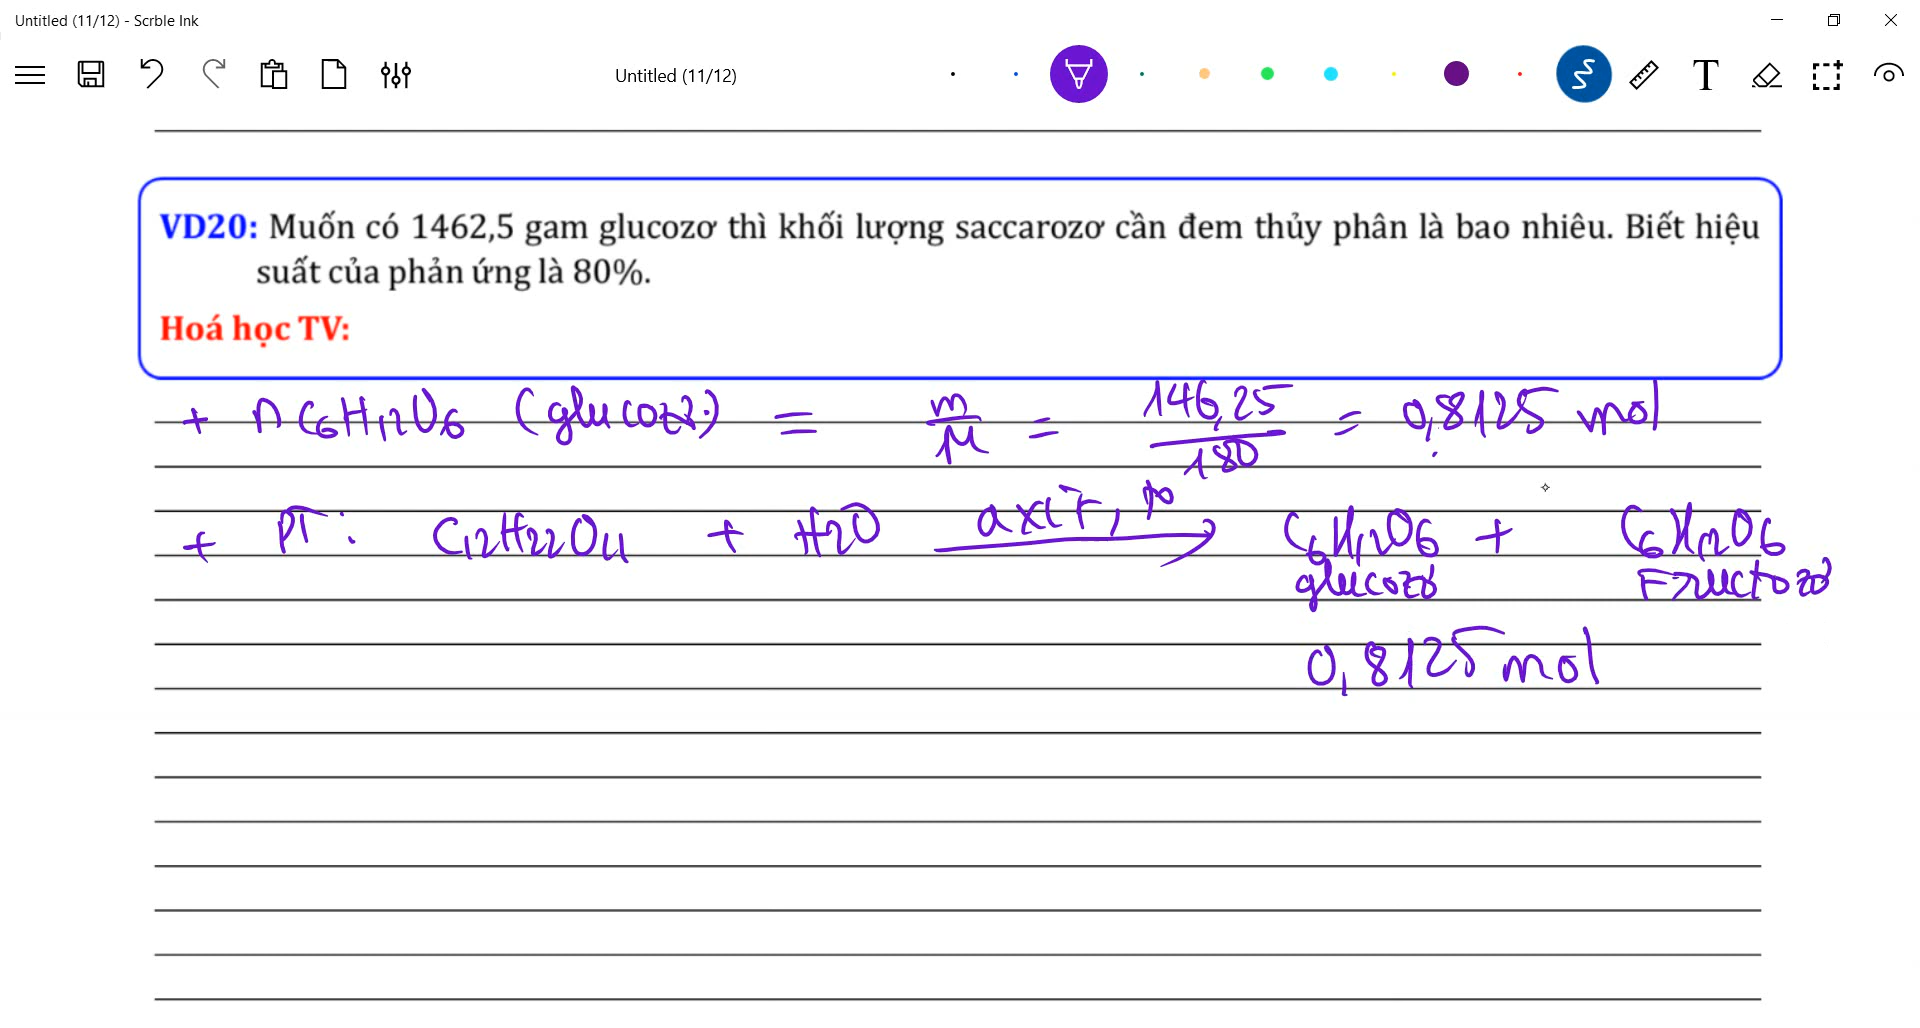 Untitled (11/12) - Scrble Ink
Untitled (11/12)
T
VD20: Muốn có 1462,5 gam glucozơ thì khối lượng saccarozơ cần đem thủy phân là bao nhiêu. Biết hiệu
suất của phản ứng là 80%.
Hoá học TV:
+ nC6H12O6 (glucozơ) = m/M = 146,25/180 = 0,8125 mol
+ PT: C12H22O11 + H2O axit, to → C6H12O6 + C6H12O6
glucozơ Fructozơ
0,8125 mol